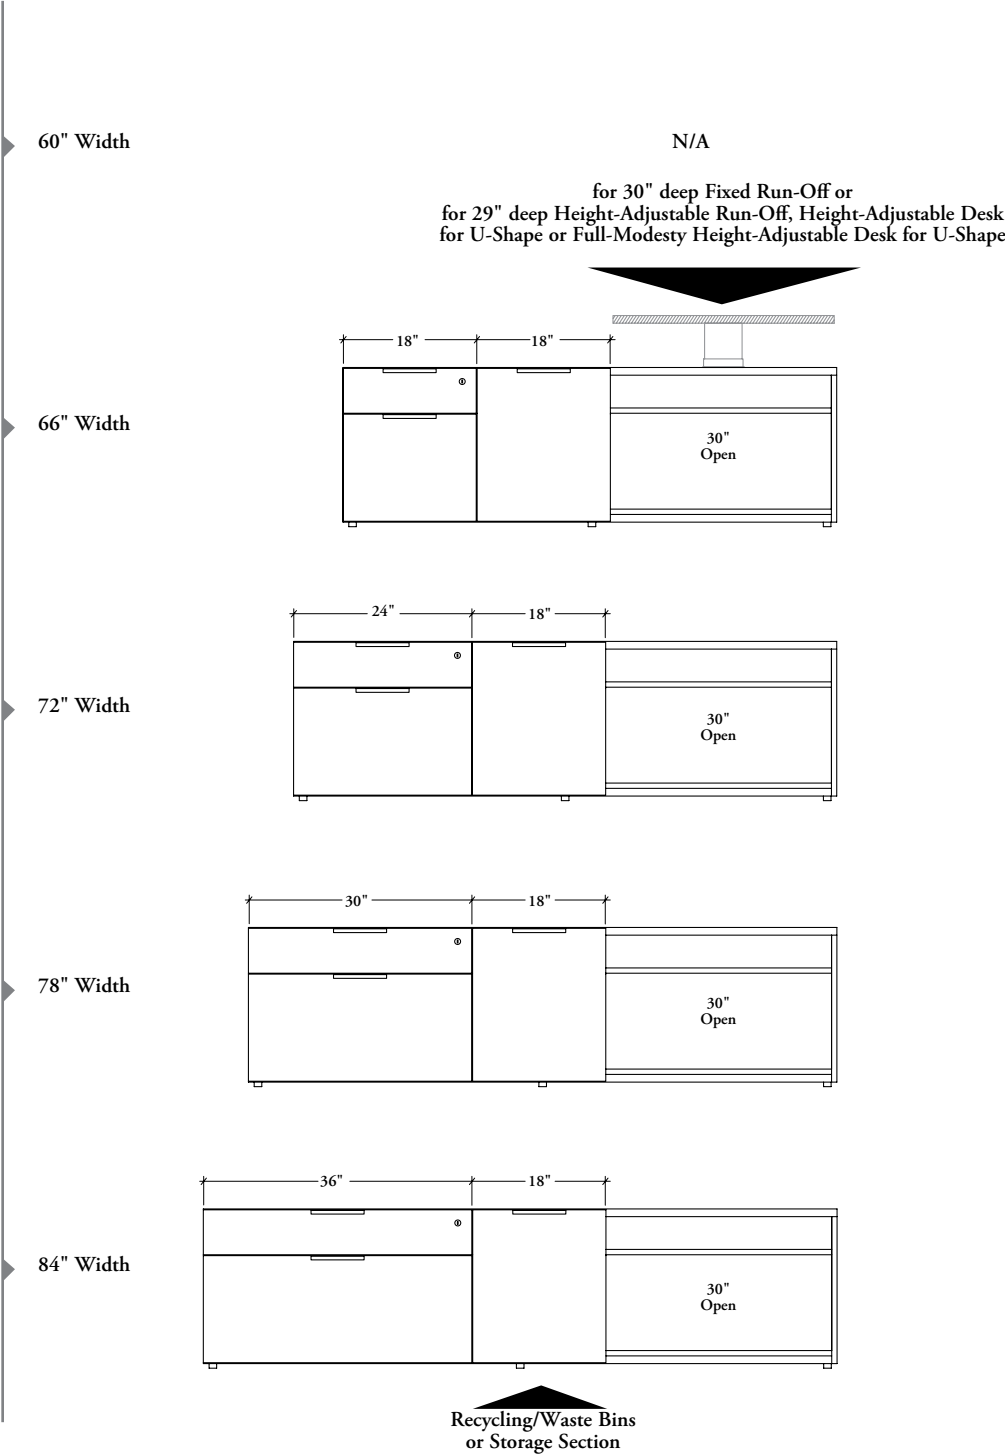 60" Width
N/A
for 30" deep Fixed Run-Off or
for 29" deep Height-Adjustable Run-Off, Height-Adjustable Desk
for U-Shape or Full-Modesty Height-Adjustable Desk for U-Shape
18"
18"
66" Width
30"
Open
24"
18"
72" Width
30"
Open
30"
18"
78" Width
30"
Open
36"
18"
84" Width
30"
Open
Recycling/Waste Bins
or Storage Section